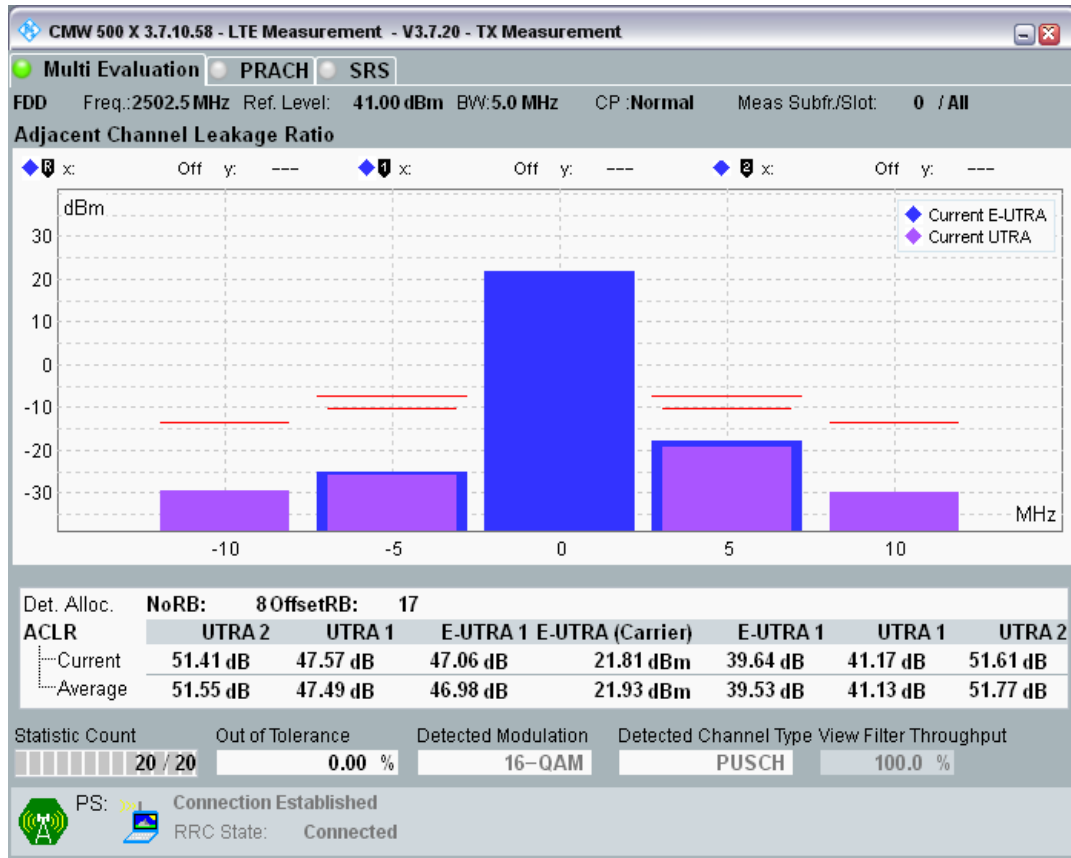 CMW 500 X 3.7.10.58 - LTE Measurement - V3.7.20 - TX Measurement
Multi Evaluation PRACH SRS
FDD Freq.:2502.5 MHz Ref. Level: 41.00 dBm BW:5.0 MHz CP :Normal Meas Subfr./Slot: 0 / All
Adjacent Channel Leakage Ratio
R x: Off y: --- 1 x: Off y: --- 2 x: Off y: ---
dBm
Current E-UTRA
Current UTRA
30
20
10
0
-10
-20
-30
MHz
-10 -5 0 5 10
Det. Alloc. NoRB: 8 OffsetRB: 17
ACLR UTRA 2 UTRA 1 E-UTRA 1 E-UTRA (Carrier) E-UTRA 1 UTRA 1 UTRA 2
Current 51.41 dB 47.57 dB 47.06 dB 21.81 dBm 39.64 dB 41.17 dB 51.61 dB
Average 51.55 dB 47.49 dB 46.98 dB 21.93 dBm 39.53 dB 41.13 dB 51.77 dB
Statistic Count Out of Tolerance Detected Modulation Detected Channel Type View Filter Throughput
20 / 20 0.00 % 16-QAM PUSCH 100.0 %
PS: Connection Established
RRC State: Connected